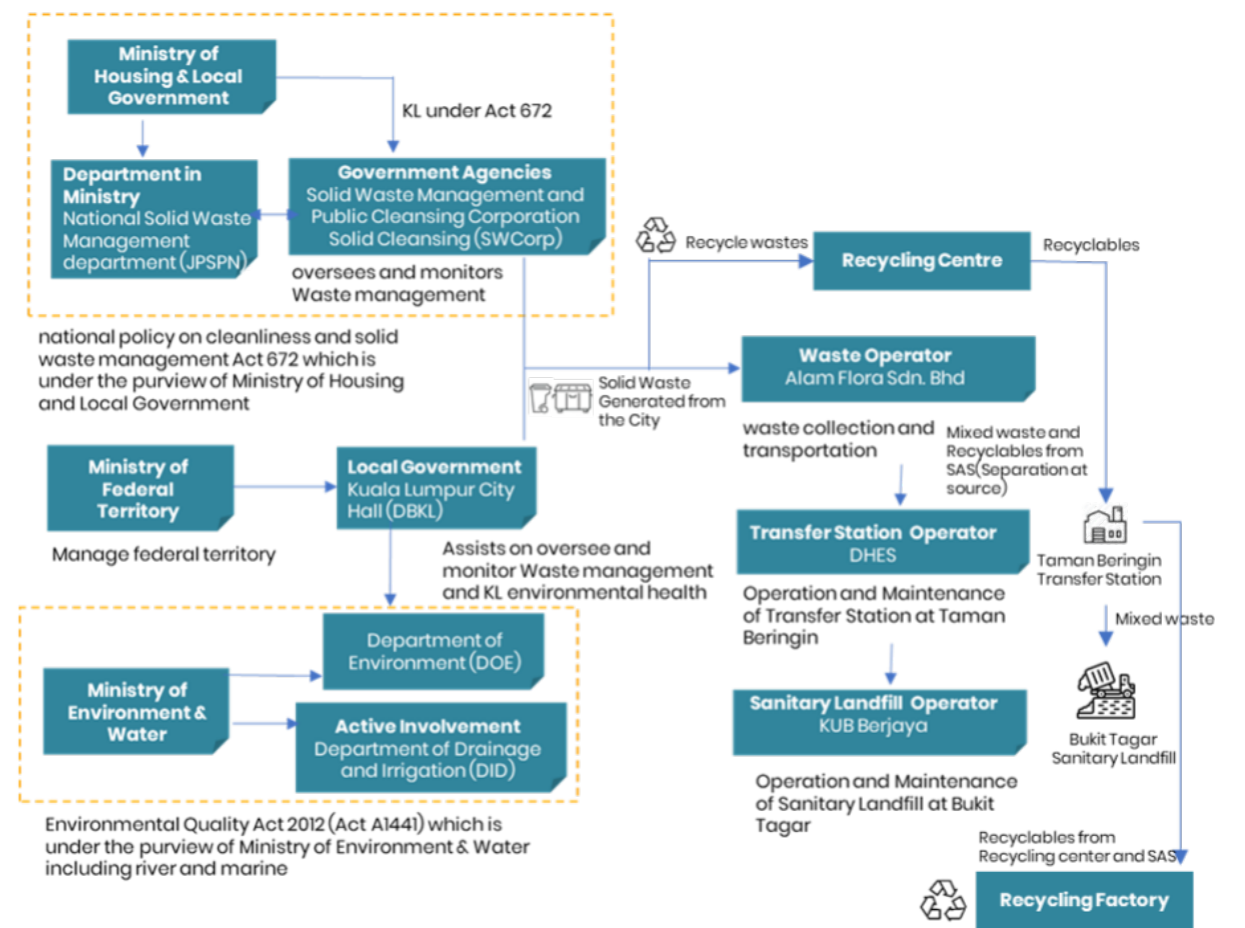 Ministry of
Housing & Local
Government
KL under Act 672
Department in
Ministry
National Solid Waste
Management
department (JPSPN)
Government Agencies
Solid Waste Management and
Public Cleansing Corporation
Solid Cleansing (SWCorp)
oversees and monitors
Waste management
national policy on cleanliness and solid
waste management Act 672 which is
under the purview of Ministry of Housing
and Local Government
Recycle wastes
Recycling Centre
Recyclables
Waste Operator
Alam Flora Sdn. Bhd
Solid Waste
Generated from
the City
waste collection and
transportation
Mixed waste and
Recyclables from
SAS(Separation at
source)
Ministry of
Federal
Territory
Manage federal territory
Local Government
Kuala Lumpur City
Hall (DBKL)
Assists on oversee and
monitor Waste management
and KL environmental health
Transfer Station Operator
DHES
Operation and Maintenance
of Transfer Station at Taman
Beringin
Taman Beringin
Transfer Station
Mixed waste
Ministry of
Environment &
Water
Department of
Environment (DOE)
Active Involvement
Department of Drainage
and Irrigation (DID)
Environmental Quality Act 2012 (Act A1441) which is
under the purview of Ministry of Environment & Water
including river and marine
Sanitary Landfill Operator
KUB Berjaya
Operation and Maintenance
of Sanitary Landfill at Bukit
Tagar
Bukit Tagar
Sanitary Landfill
Recyclables from
Recycling center and SAS
Recycling Factory